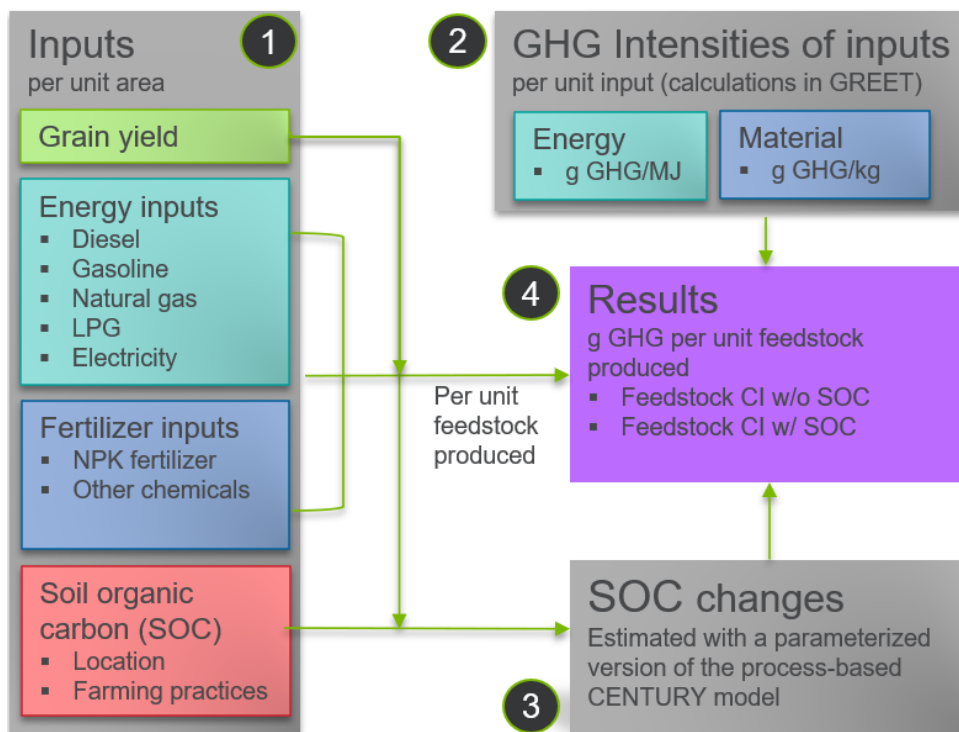 Inputs
per unit area
1
Grain yield
Energy inputs
▪ Diesel
▪ Gasoline
▪ Natural gas
▪ LPG
▪ Electricity
Fertilizer inputs
▪ NPK fertilizer
▪ Other chemicals
Soil organic
carbon (SOC)
▪ Location
▪ Farming practices
2
GHG Intensities of inputs
per unit input (calculations in GREET)
Energy
▪ g GHG/MJ
Material
▪ g GHG/kg
Per unit
feedstock
produced
4
Results
g GHG per unit feedstock
produced
▪ Feedstock CI w/o SOC
▪ Feedstock CI w/ SOC
3
SOC changes
Estimated with a parameterized
version of the process-based
CENTURY model